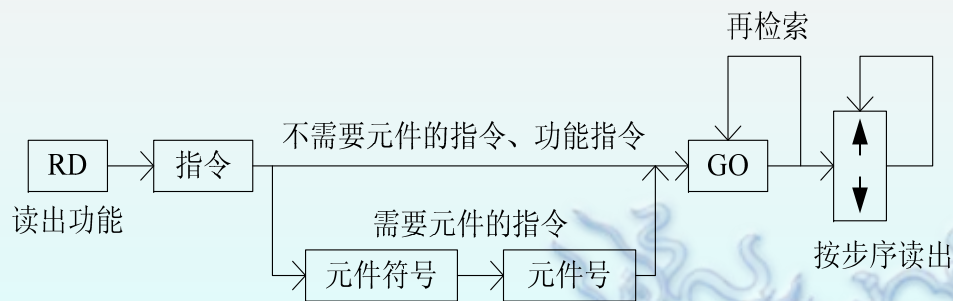 再检索
不需要元件的指令、功能指令
RD
指令
GO
读出功能
需要元件的指令
元件符号
元件号
按步序读出